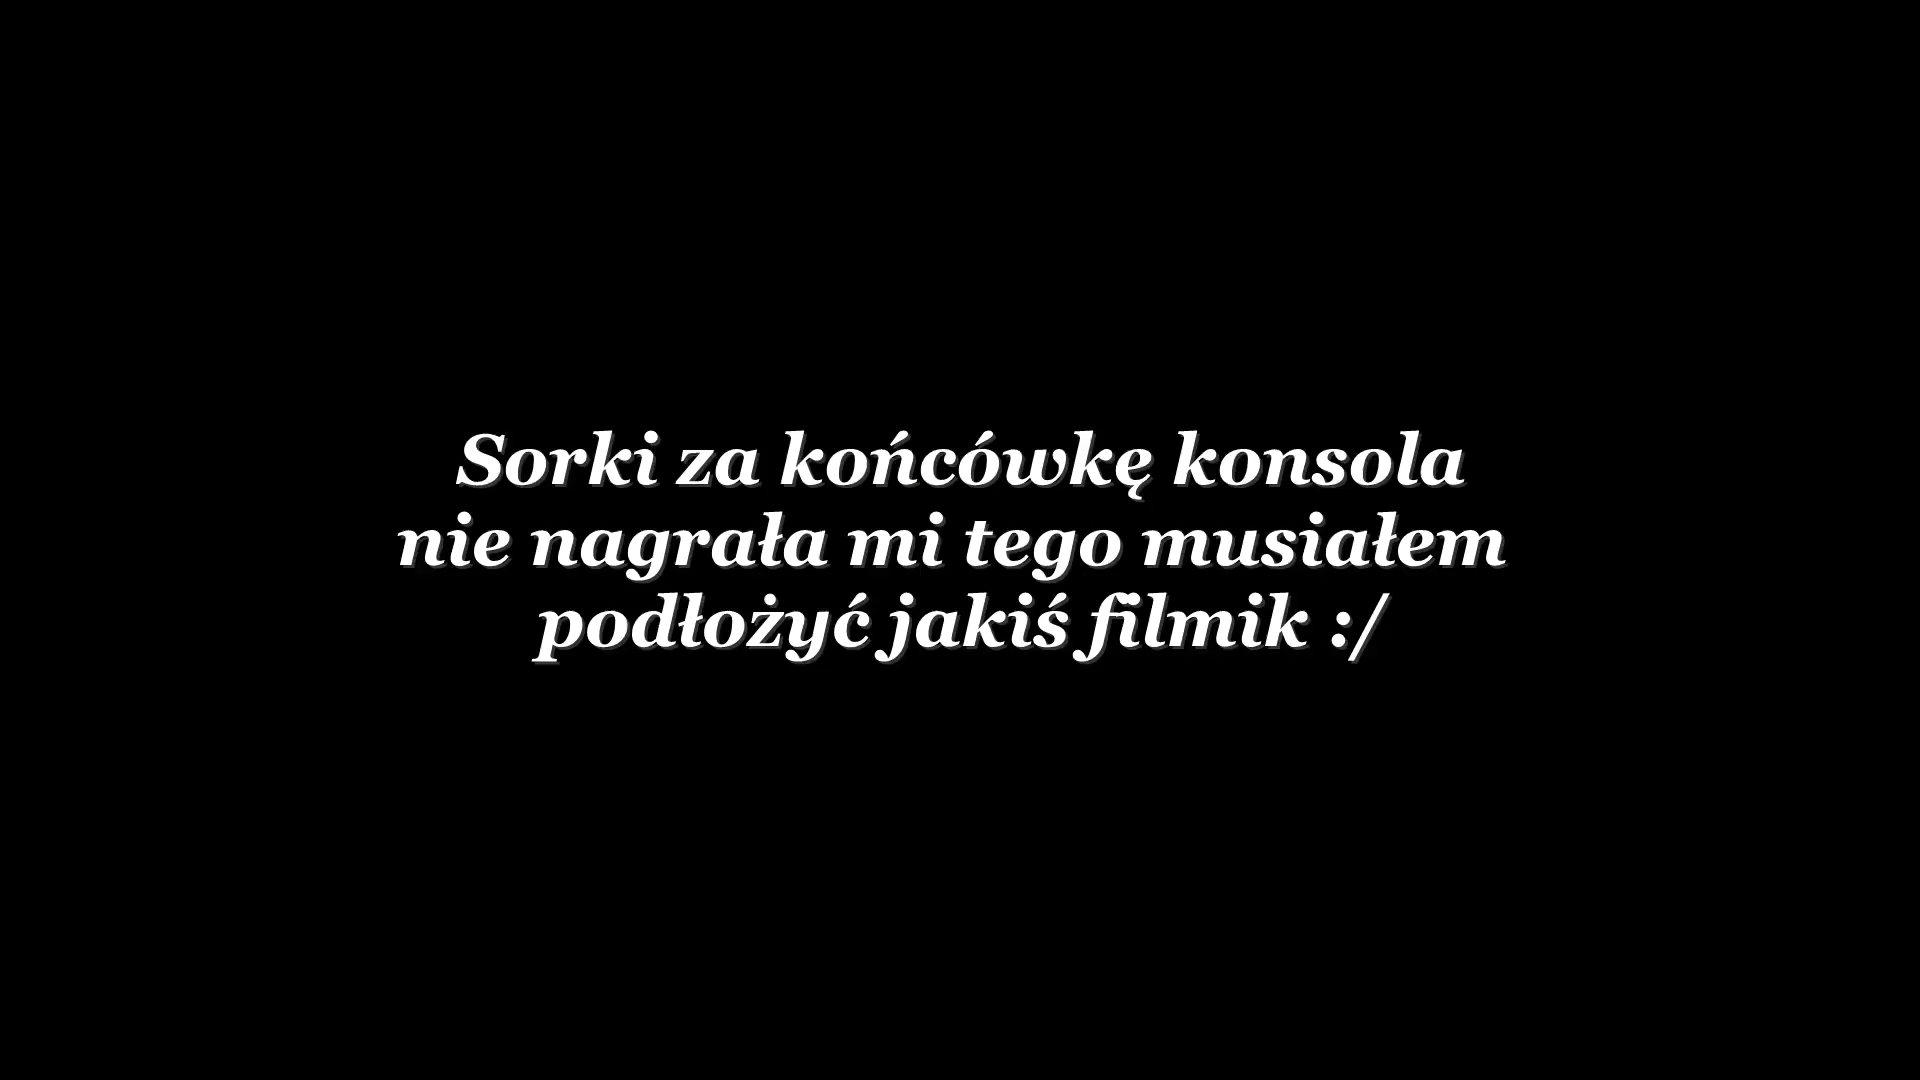 Sorki za końcówkę konsola
nie nagrała mi tego musiałem
podłożyć jakiś filmik :/